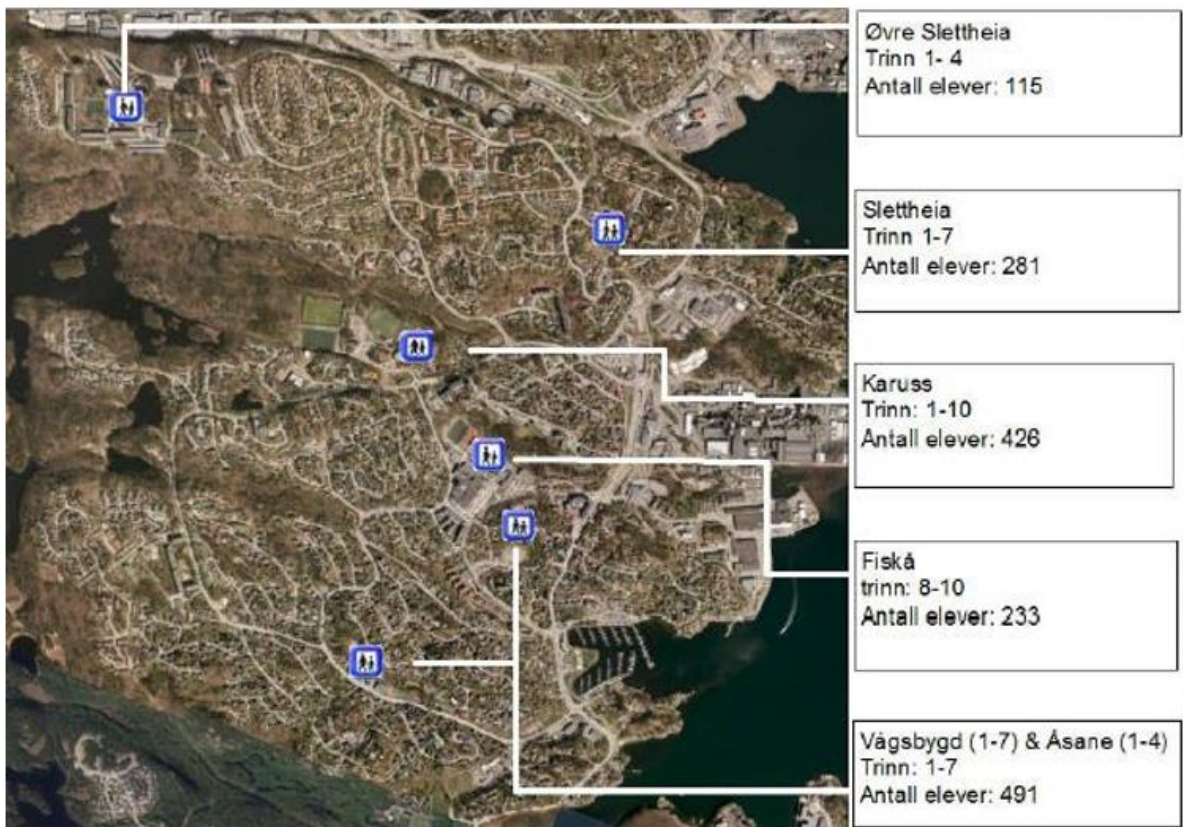 Øvre Slettheia
Trinn 1- 4
Antall elever: 115
Slettheia
Trinn 1-7
Antall elever: 281
Karuss
Trinn: 1-10
Antall elever: 426
Fiskå
trinn: 8-10
Antall elever: 233
Vågsbygd (1-7) & Åsane (1-4)
Trinn: 1-7
Antall elever: 491